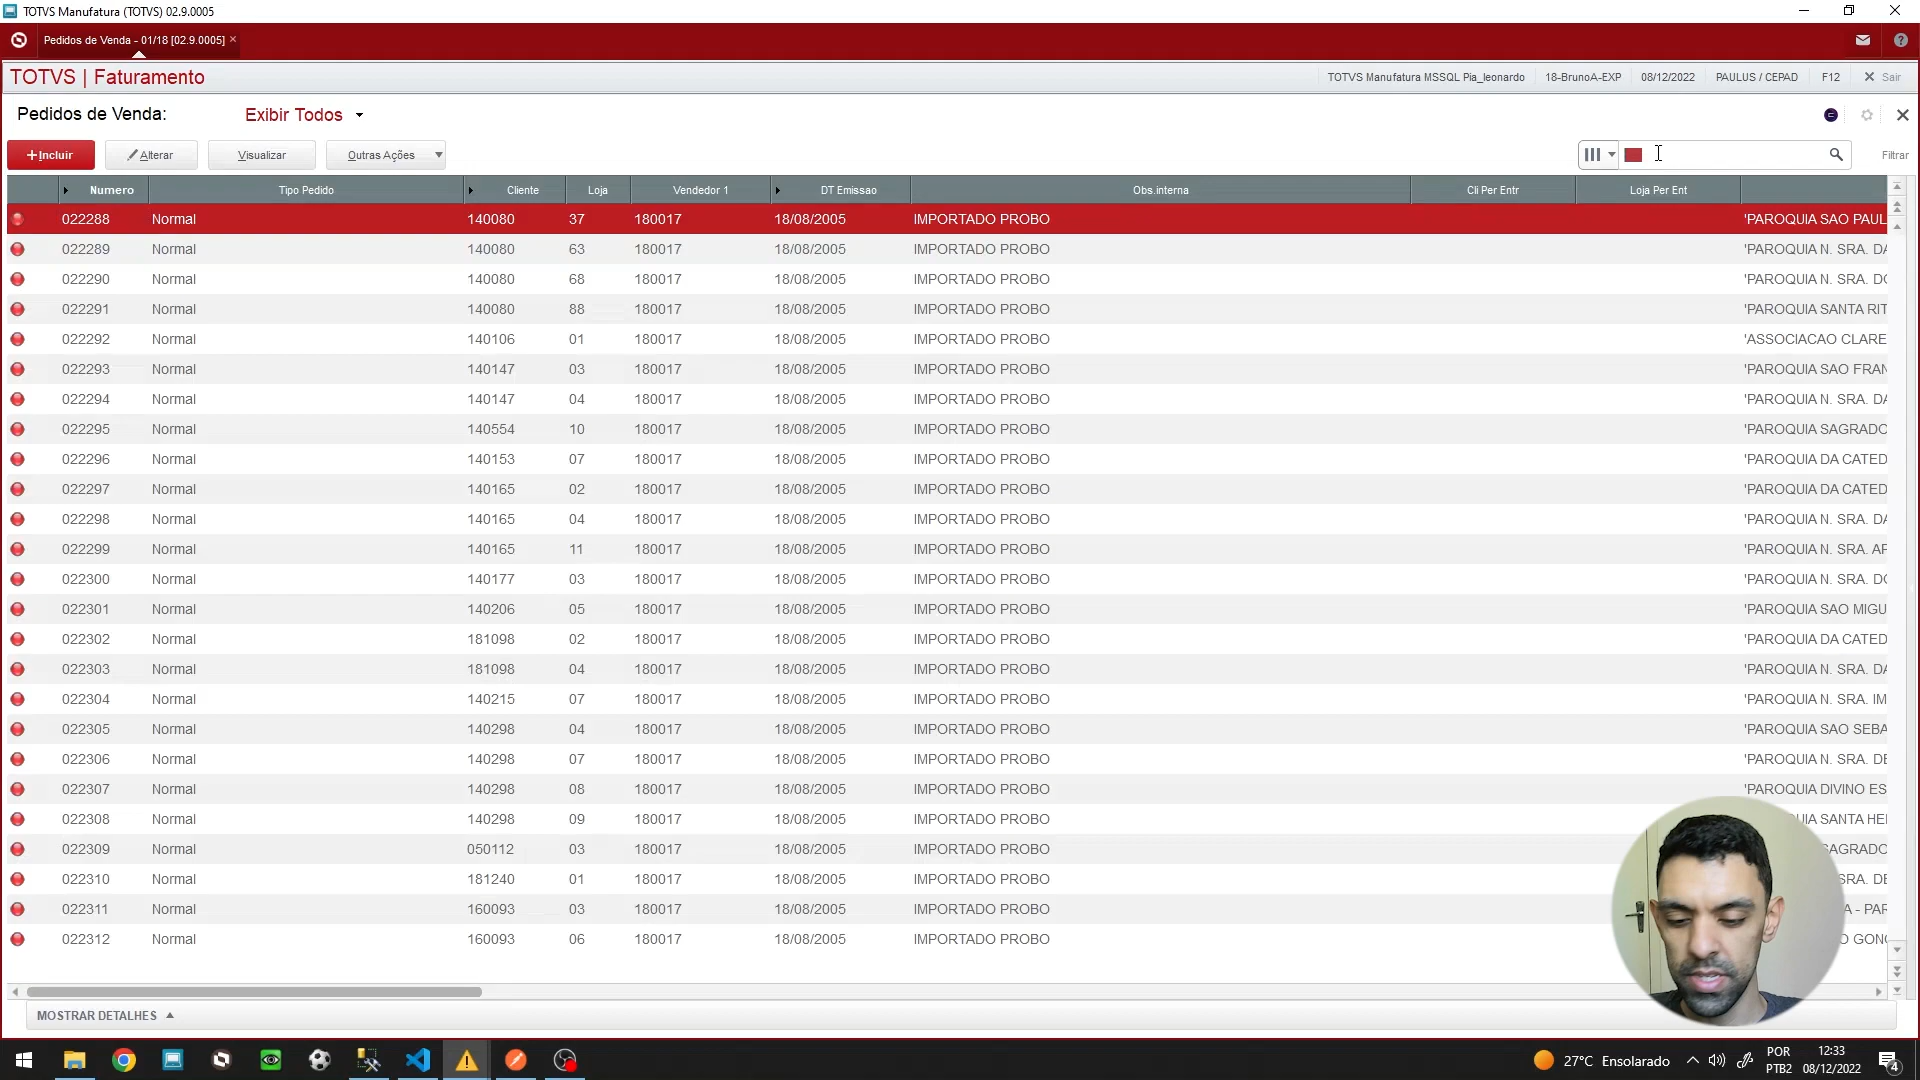 TOTVS Manufatura (TOTVS) 02.9.0005
Pedidos de Venda - 01/18 [02.9.0005]
TOTVS | Faturamento TOTVS Manufatura MSSQL Pia_leonardo 18-BrunoA-EXP 08/12/2022 PAULUS / CEPAD F12 Sair
Pedidos de Venda: Exibir Todos
+Incluir Alterar Visualizar Outras Ações Filtrar
Numero Tipo Pedido Cliente Loja Vendedor 1 DT Emissao Obs.interna Cli Per Entr Loja Per Ent
022288 Normal 140080 37 180017 18/08/2005 IMPORTADO PROBO 'PAROQUIA SAO PAUL
022289 Normal 140080 63 180017 18/08/2005 IMPORTADO PROBO 'PAROQUIA N. SRA. DA
022290 Normal 140080 68 180017 18/08/2005 IMPORTADO PROBO 'PAROQUIA N. SRA. DO
022291 Normal 140080 88 180017 18/08/2005 IMPORTADO PROBO 'PAROQUIA SANTA RIT
022292 Normal 140106 01 180017 18/08/2005 IMPORTADO PROBO 'ASSOCIACAO CLARE
022293 Normal 140147 03 180017 18/08/2005 IMPORTADO PROBO 'PAROQUIA SAO FRAN
022294 Normal 140147 04 180017 18/08/2005 IMPORTADO PROBO 'PAROQUIA N. SRA. DA
022295 Normal 140554 10 180017 18/08/2005 IMPORTADO PROBO 'PAROQUIA SAGRADO
022296 Normal 140153 07 180017 18/08/2005 IMPORTADO PROBO 'PAROQUIA DA CATED
022297 Normal 140165 02 180017 18/08/2005 IMPORTADO PROBO 'PAROQUIA DA CATED
022298 Normal 140165 04 180017 18/08/2005 IMPORTADO PROBO 'PAROQUIA N. SRA. DA
022299 Normal 140165 11 180017 18/08/2005 IMPORTADO PROBO 'PAROQUIA N. SRA. AP
022300 Normal 140177 03 180017 18/08/2005 IMPORTADO PROBO 'PAROQUIA N. SRA. DO
022301 Normal 140206 05 180017 18/08/2005 IMPORTADO PROBO 'PAROQUIA SAO MIGU
022302 Normal 181098 02 180017 18/08/2005 IMPORTADO PROBO 'PAROQUIA DA CATED
022303 Normal 181098 04 180017 18/08/2005 IMPORTADO PROBO 'PAROQUIA N. SRA. DA
022304 Normal 140215 07 180017 18/08/2005 IMPORTADO PROBO 'PAROQUIA N. SRA. IM
022305 Normal 140298 04 180017 18/08/2005 IMPORTADO PROBO 'PAROQUIA SAO SEBA
022306 Normal 140298 07 180017 18/08/2005 IMPORTADO PROBO 'PAROQUIA N. SRA. DE
022307 Normal 140298 08 180017 18/08/2005 IMPORTADO PROBO 'PAROQUIA DIVINO ES
022308 Normal 140298 09 180017 18/08/2005 IMPORTADO PROBO UIA SANTA HE
022309 Normal 050112 03 180017 18/08/2005 IMPORTADO PROBO SAGRADO
022310 Normal 181240 01 180017 18/08/2005 IMPORTADO PROBO SRA. DE
022311 Normal 160093 03 180017 18/08/2005 IMPORTADO PROBO A - PAR
022312 Normal 160093 06 180017 18/08/2005 IMPORTADO PROBO O GONÇ
MOSTRAR DETALHES
27°C Ensolarado POR 12:33
PTB2 08/12/2022 4